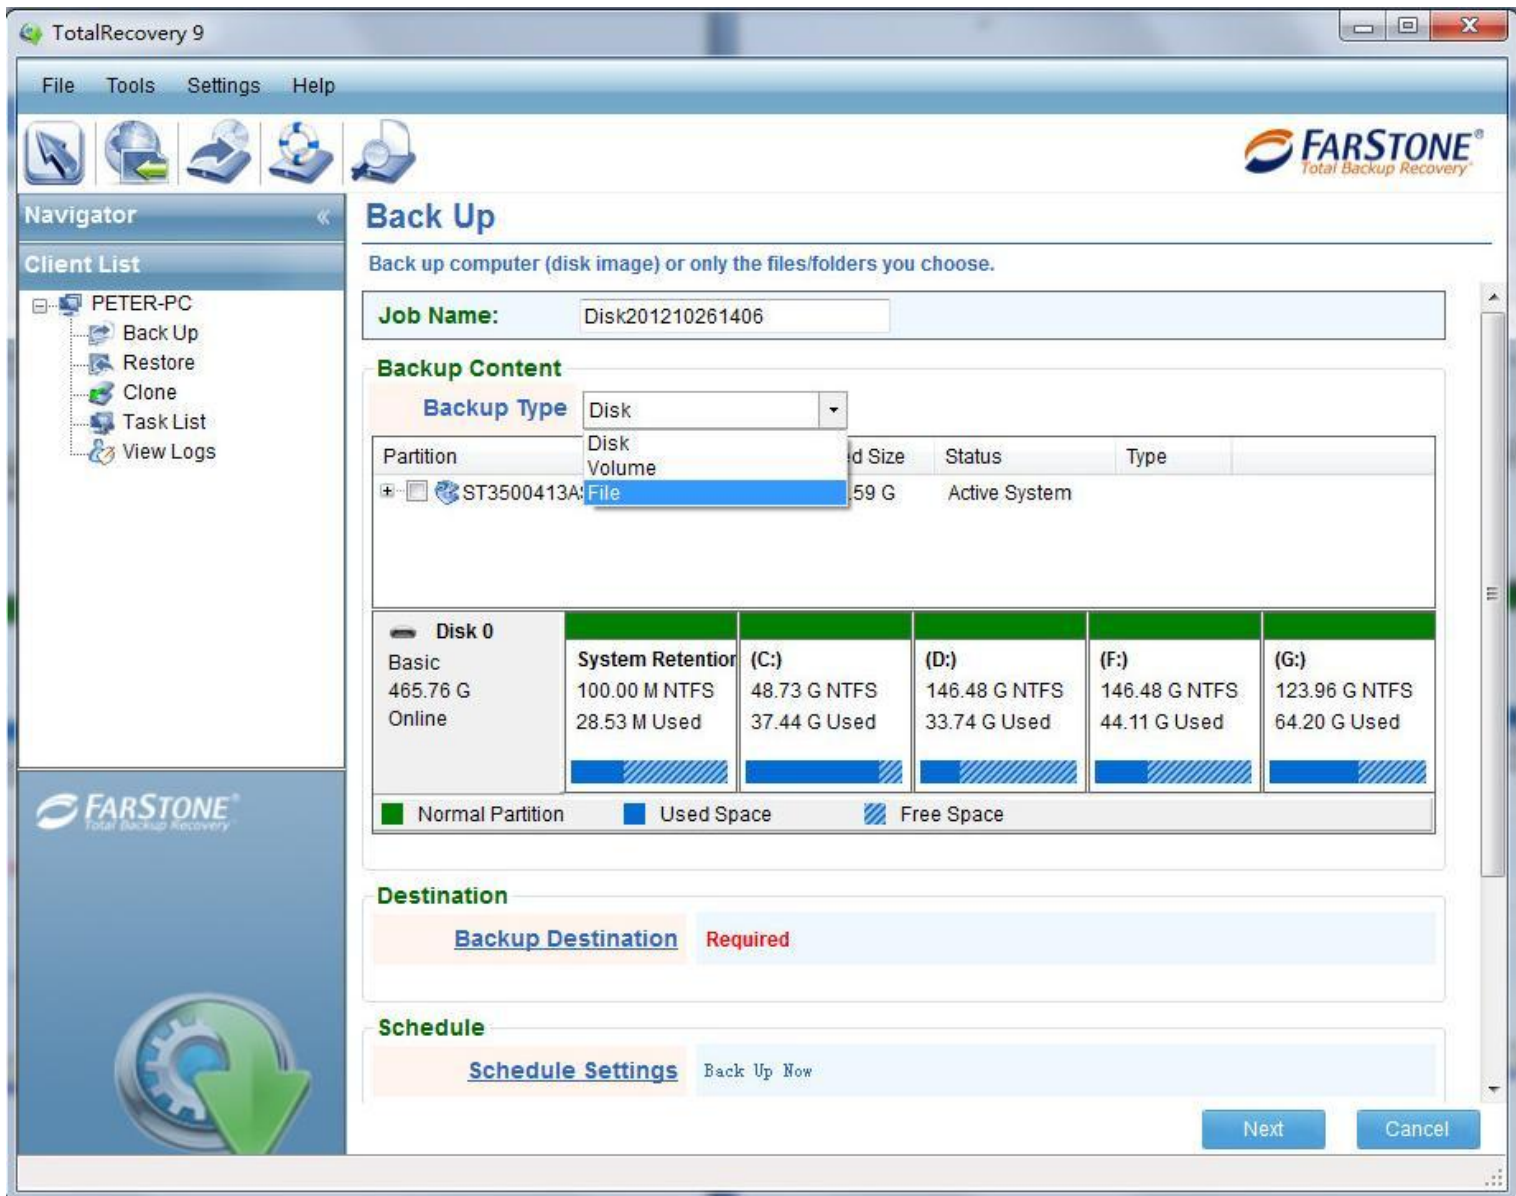 TotalRecovery 9
File Tools Settings Help
FARSTONE®
Total Backup Recovery
Navigator «
Client List
PETER-PC
Back Up
Restore
Clone
Task List
View Logs
FARSTONE
Total Backup Recovery
Back Up
Back up computer (disk image) or only the files/folders you choose.
Job Name: Disk201210261406
Backup Content
Backup Type Disk
Disk
Volume
File
Partition Size Status Type
ST3500413A .59 G Active System
Disk 0
Basic
465.76 G
Online
System Retention
100.00 M NTFS
28.53 M Used
(C:)
48.73 G NTFS
37.44 G Used
(D:)
146.48 G NTFS
33.74 G Used
(F:)
146.48 G NTFS
44.11 G Used
(G:)
123.96 G NTFS
64.20 G Used
Normal Partition Used Space Free Space
Destination
Backup Destination Required
Schedule
Schedule Settings Back Up Now
Next Cancel